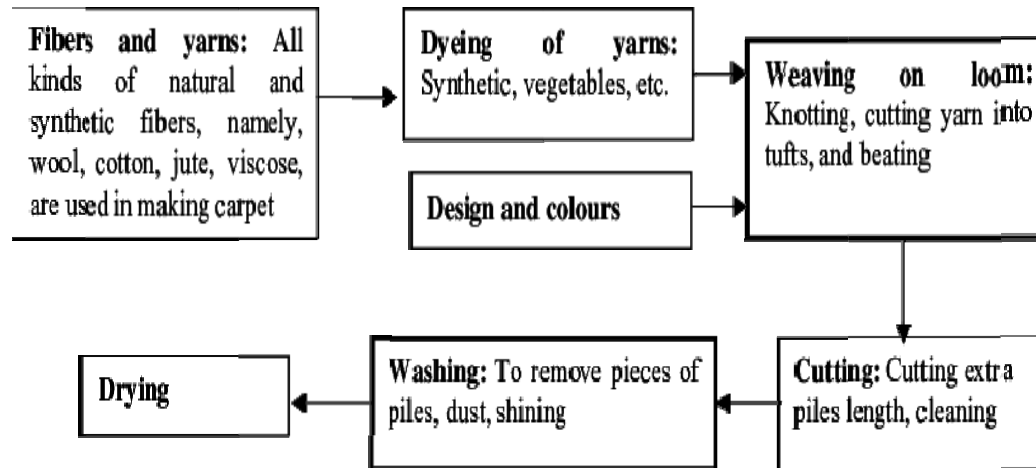 Fibers and yarns: All
kinds of natural and
synthetic fibers, namely,
wool, cotton, jute, viscose,
are used in making carpet
Dyeing of yarns:
Synthetic, vegetables, etc.
Design and colours
Weaving on loom:
Knotting, cutting yarn into
tufts, and beating
Cutting: Cutting extra
piles length, cleaning
Washing: To remove pieces of
piles, dust, shining
Drying